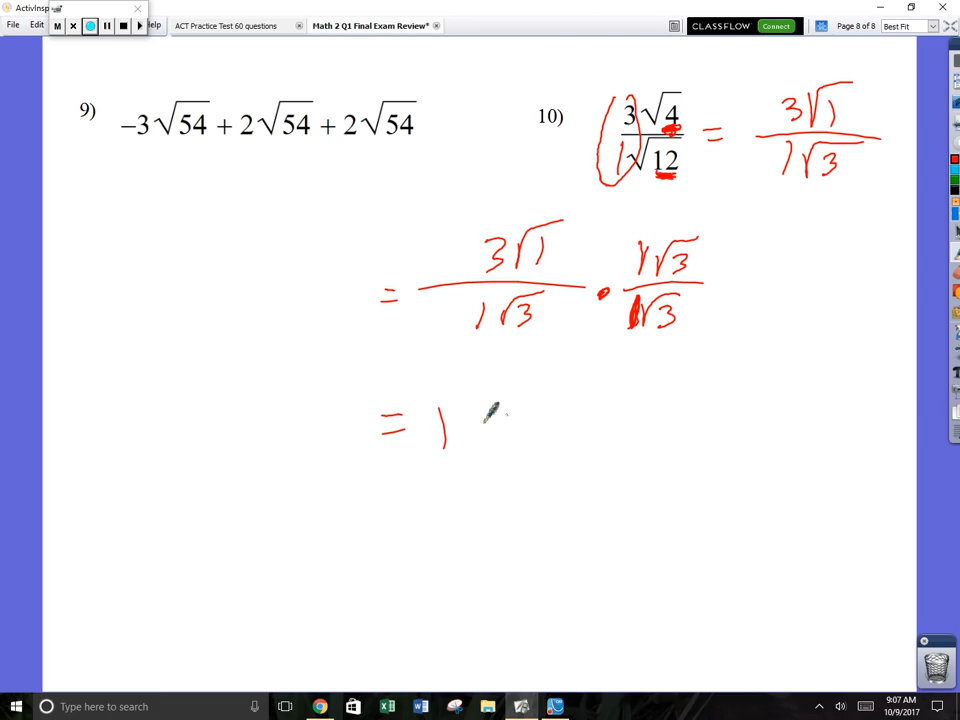 ActivInsp
M
File Edit Help ACT Practice Test 60 questions Math 2 Q1 Final Exam Review* CLASSFLOW Connect Page 8 of 8 Best Fit
9) −3√54 + 2√54 + 2√54
10) 3√4 / 1√12 = 3√1 / 1√3
= 3√1 / 1√3 · 1√3 / 1√3
= 1
Type here to search
9:07 AM
10/9/2017